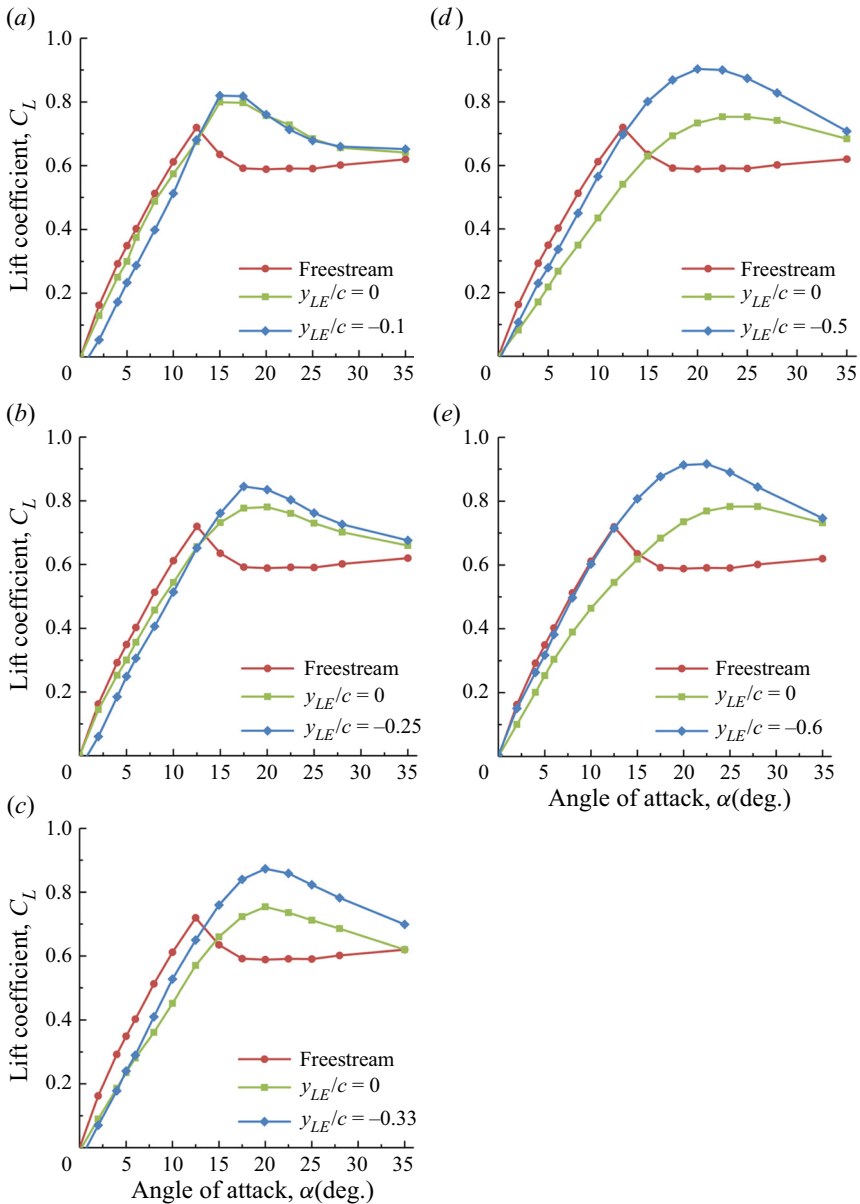 (a)
1.0
0.8
0.6
0.4
0.2
0
5
10
15
20
25
30
35
Lift coefficient, C_L
Freestream
y_LE/c = 0
y_LE/c = –0.1
(b)
1.0
0.8
0.6
0.4
0.2
0
5
10
15
20
25
30
35
Lift coefficient, C_L
Freestream
y_LE/c = 0
y_LE/c = –0.25
(c)
1.0
0.8
0.6
0.4
0.2
0
5
10
15
20
25
30
35
Lift coefficient, C_L
Freestream
y_LE/c = 0
y_LE/c = –0.33
Angle of attack, α(deg.)
(d)
1.0
0.8
0.6
0.4
0.2
0
5
10
15
20
25
30
35
Freestream
y_LE/c = 0
y_LE/c = –0.5
(e)
1.0
0.8
0.6
0.4
0.2
0
5
10
15
20
25
30
35
Freestream
y_LE/c = 0
y_LE/c = –0.6
Angle of attack, α(deg.)